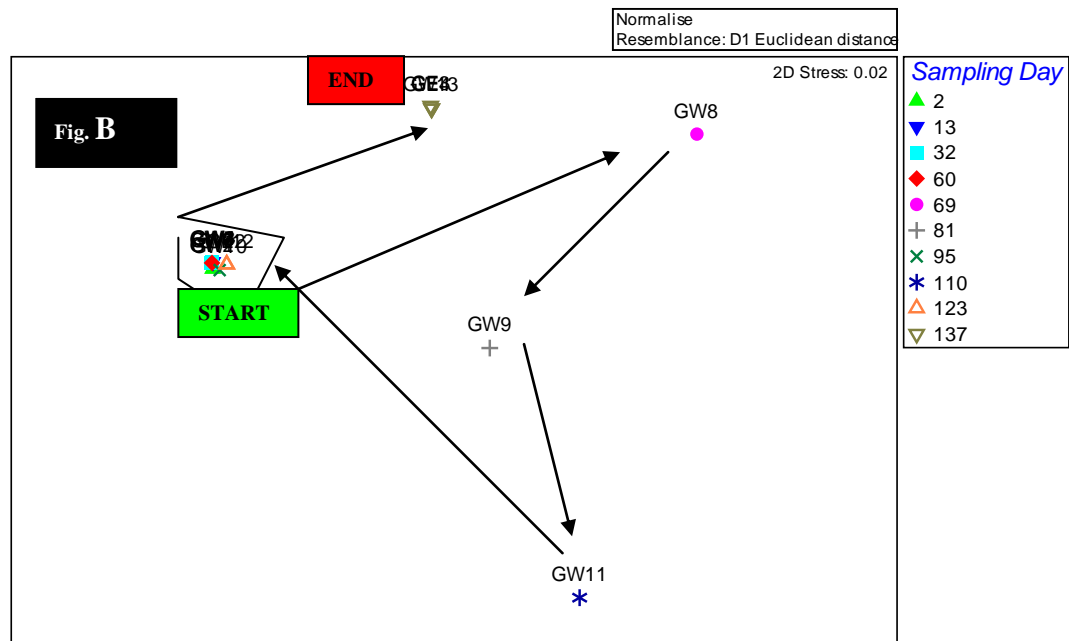 Normalise
Resemblance: D1 Euclidean distance
2D Stress: 0.02
END
Fig. B
GW8
START
GW9
GW11
Sampling Day
2
13
32
60
69
81
95
110
123
137